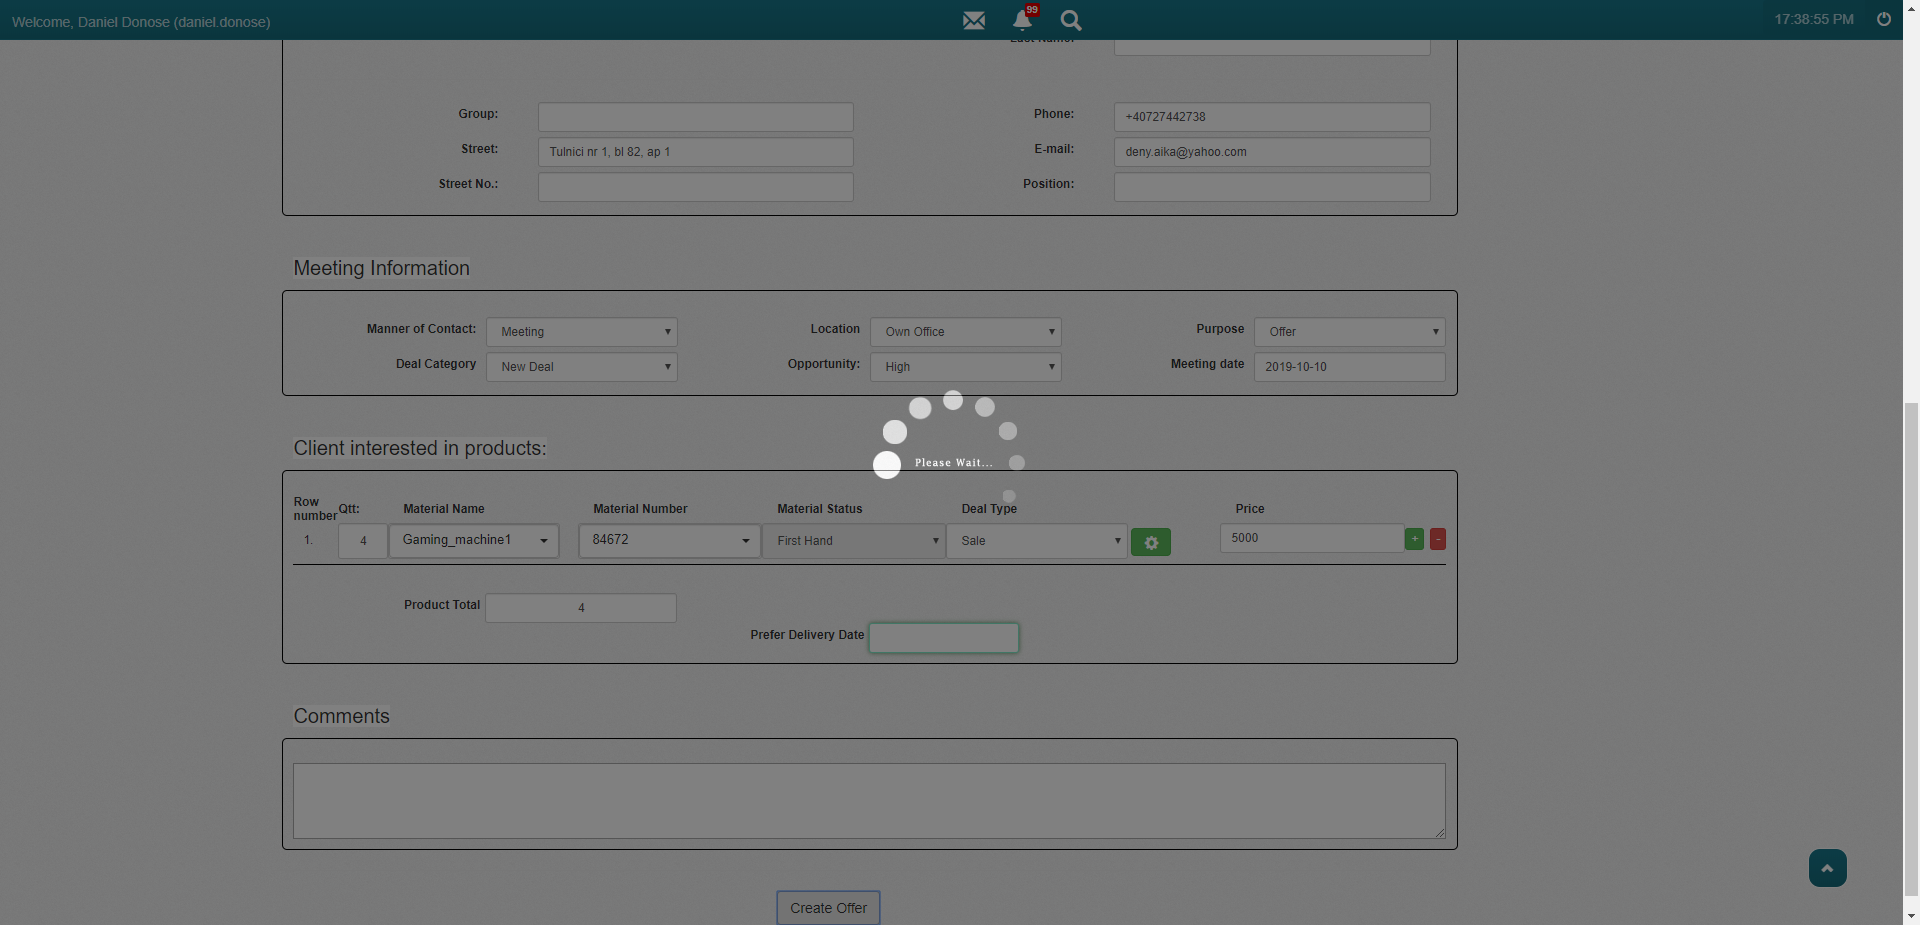 Welcome, Daniel Donose (daniel.donose)
99
17:38:55 PM
Group:
Phone: +40727442738
Street: Tulnici nr 1, bl 82, ap 1
E-mail: deny.aika@yahoo.com
Street No.:
Position:
Meeting Information
Manner of Contact: Meeting
Location Own Office
Purpose Offer
Deal Category New Deal
Opportunity: High
Meeting date 2019-10-10
Client interested in products:
Please Wait...
Row number Qtt: Material Name Material Number Material Status Deal Type Price
1. 4 Gaming_machine1 84672 First Hand Sale 5000 + -
Product Total 4
Prefer Delivery Date
Comments
Create Offer